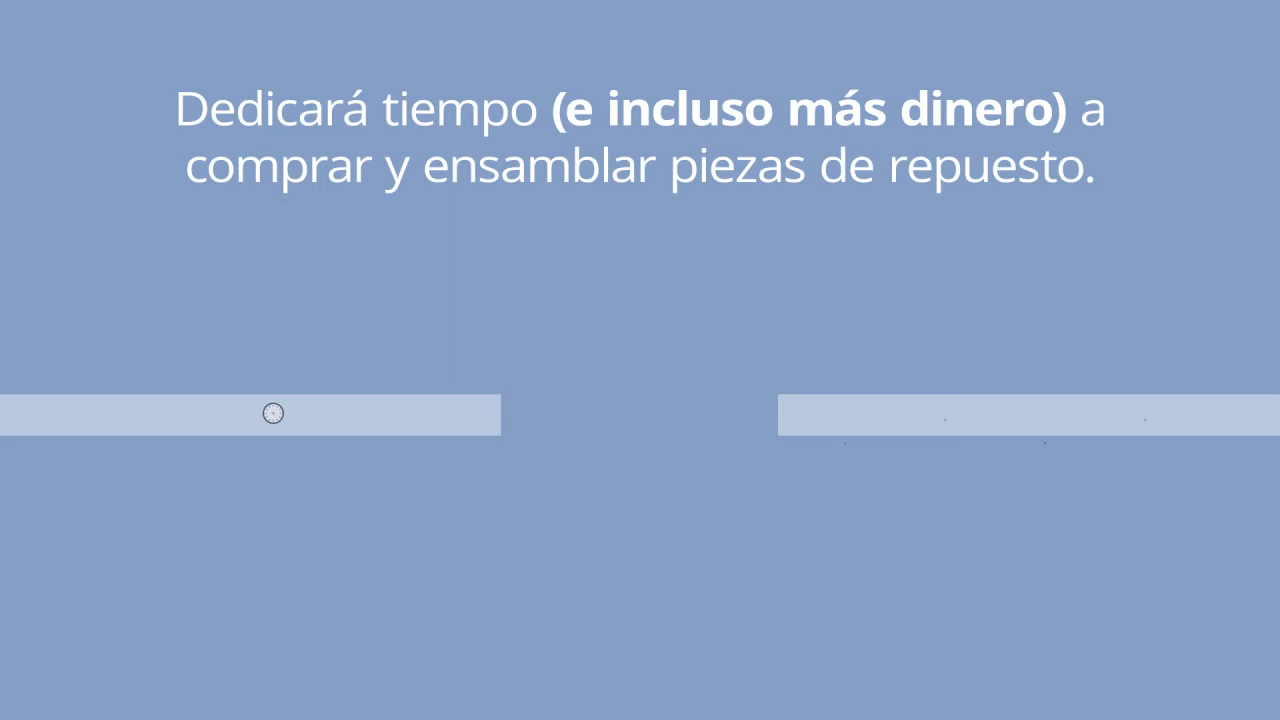 Dedicará tiempo (e incluso más dinero) a
comprar y ensamblar piezas de repuesto.